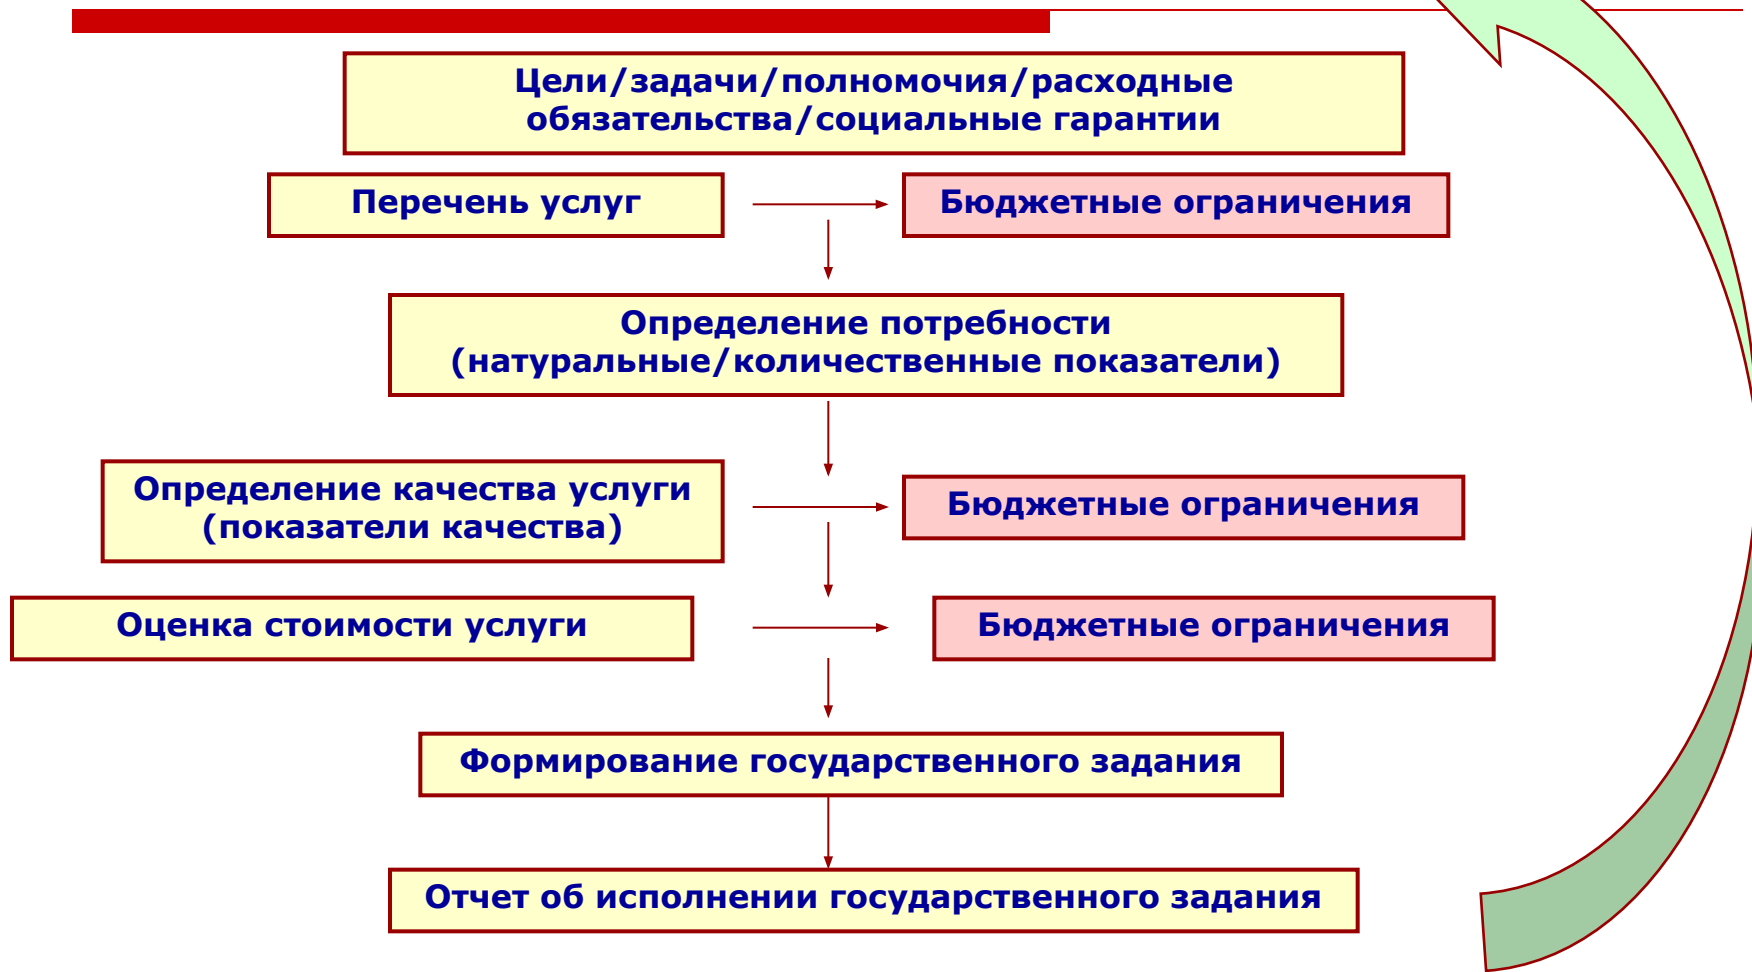 Цели/задачи/полномочия/расходные
обязательства/социальные гарантии
Перечень услуг
Бюджетные ограничения
Определение потребности
(натуральные/количественные показатели)
Определение качества услуги
(показатели качества)
Бюджетные ограничения
Оценка стоимости услуги
Бюджетные ограничения
Формирование государственного задания
Отчет об исполнении государственного задания